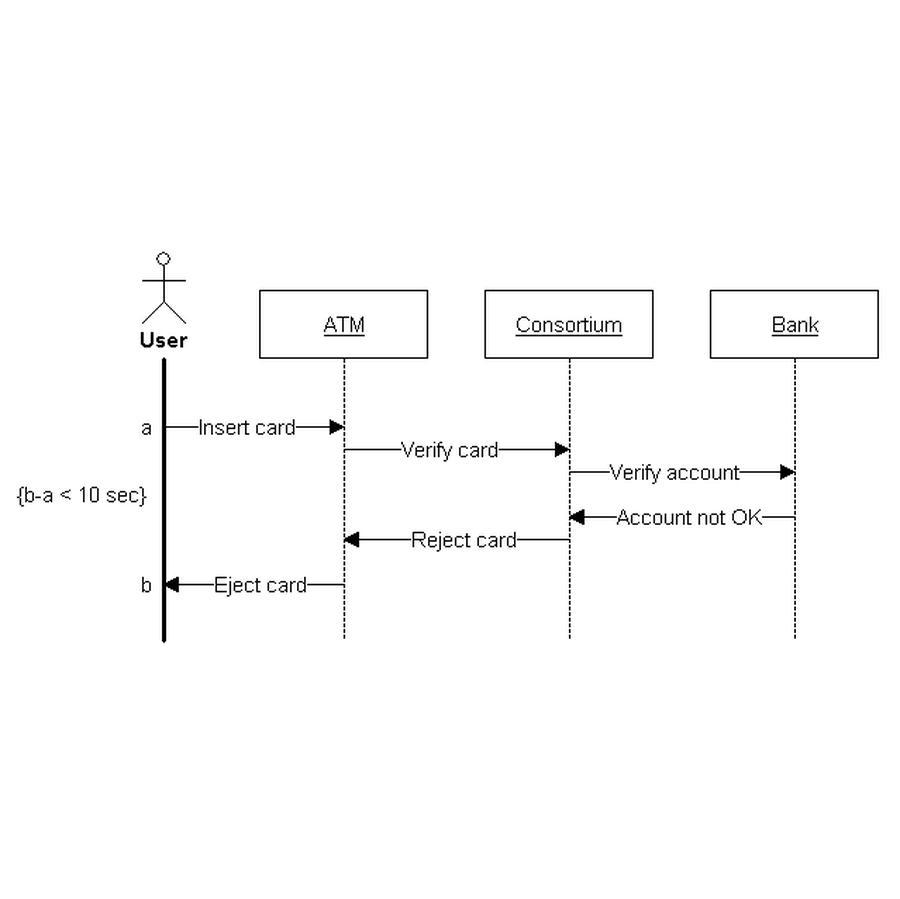 User
ATM
Consortium
Bank
a
Insert card
Verify card
Verify account
{b-a < 10 sec}
Account not OK
Reject card
b
Eject card